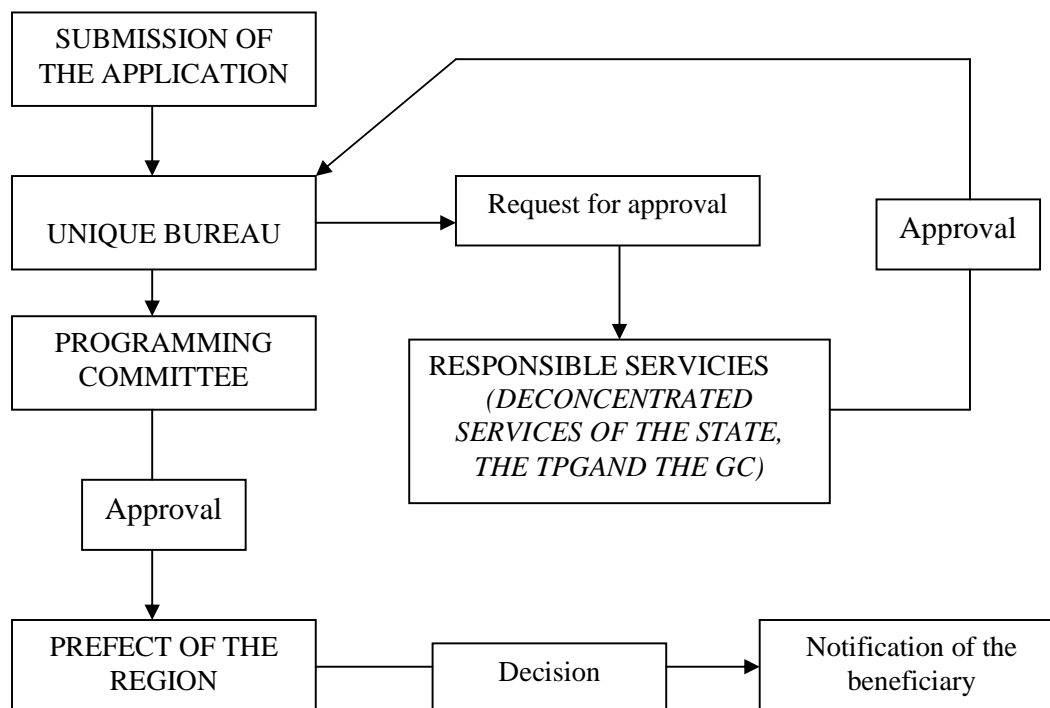 SUBMISSION OF
THE APPLICATION
UNIQUE BUREAU
Request for approval
Approval
PROGRAMMING
COMMITTEE
RESPONSIBLE SERVICIES
(DECONCENTRATED
SERVICES OF THE STATE,
THE TPGAND THE GC)
Approval
PREFECT OF THE
REGION
Decision
Notification of the
beneficiary